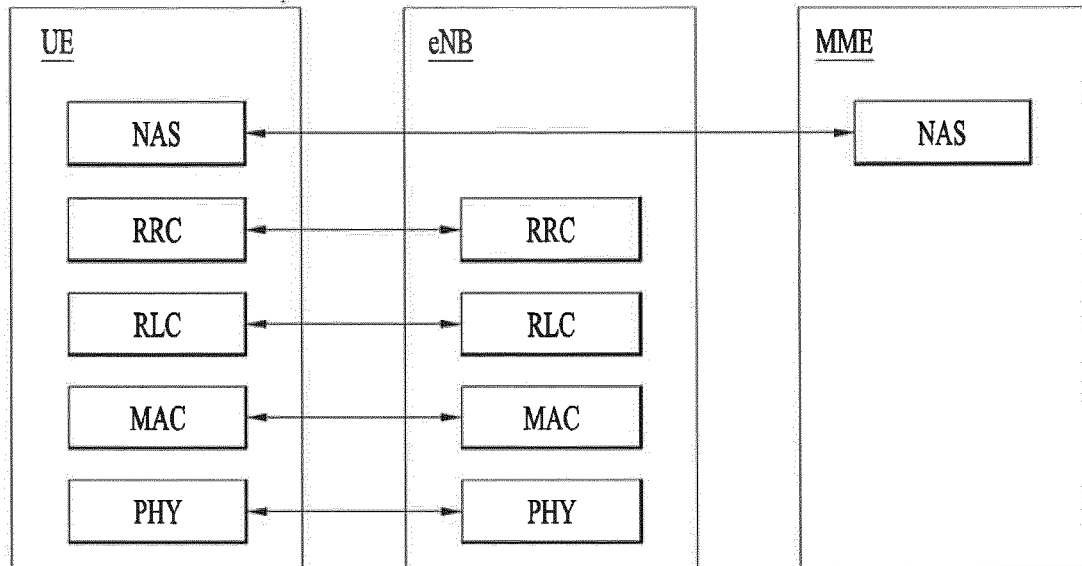 UE eNB MME
NAS NAS
RRC RRC
RLC RLC
MAC MAC
PHY PHY